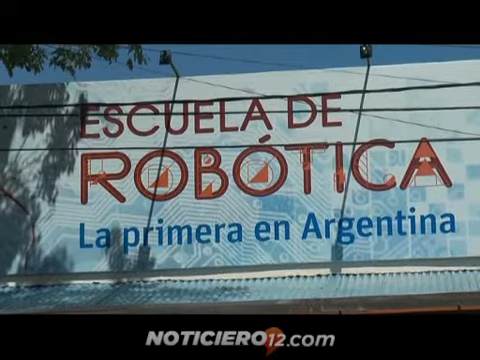 ESCUELA DE
ROBÓTICA
La primera en Argentina
NOTICIERO12.com